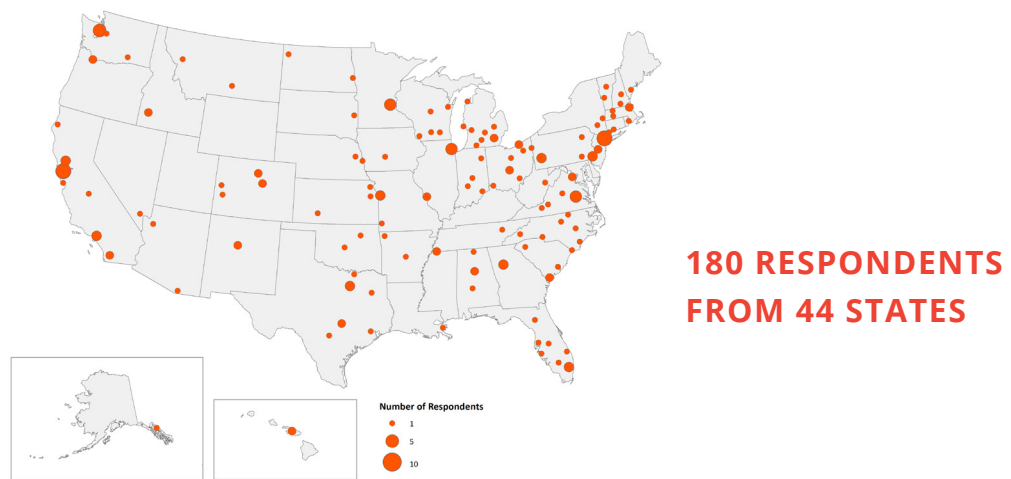 180 RESPONDENTS
FROM 44 STATES
Number of Respondents
1
5
10